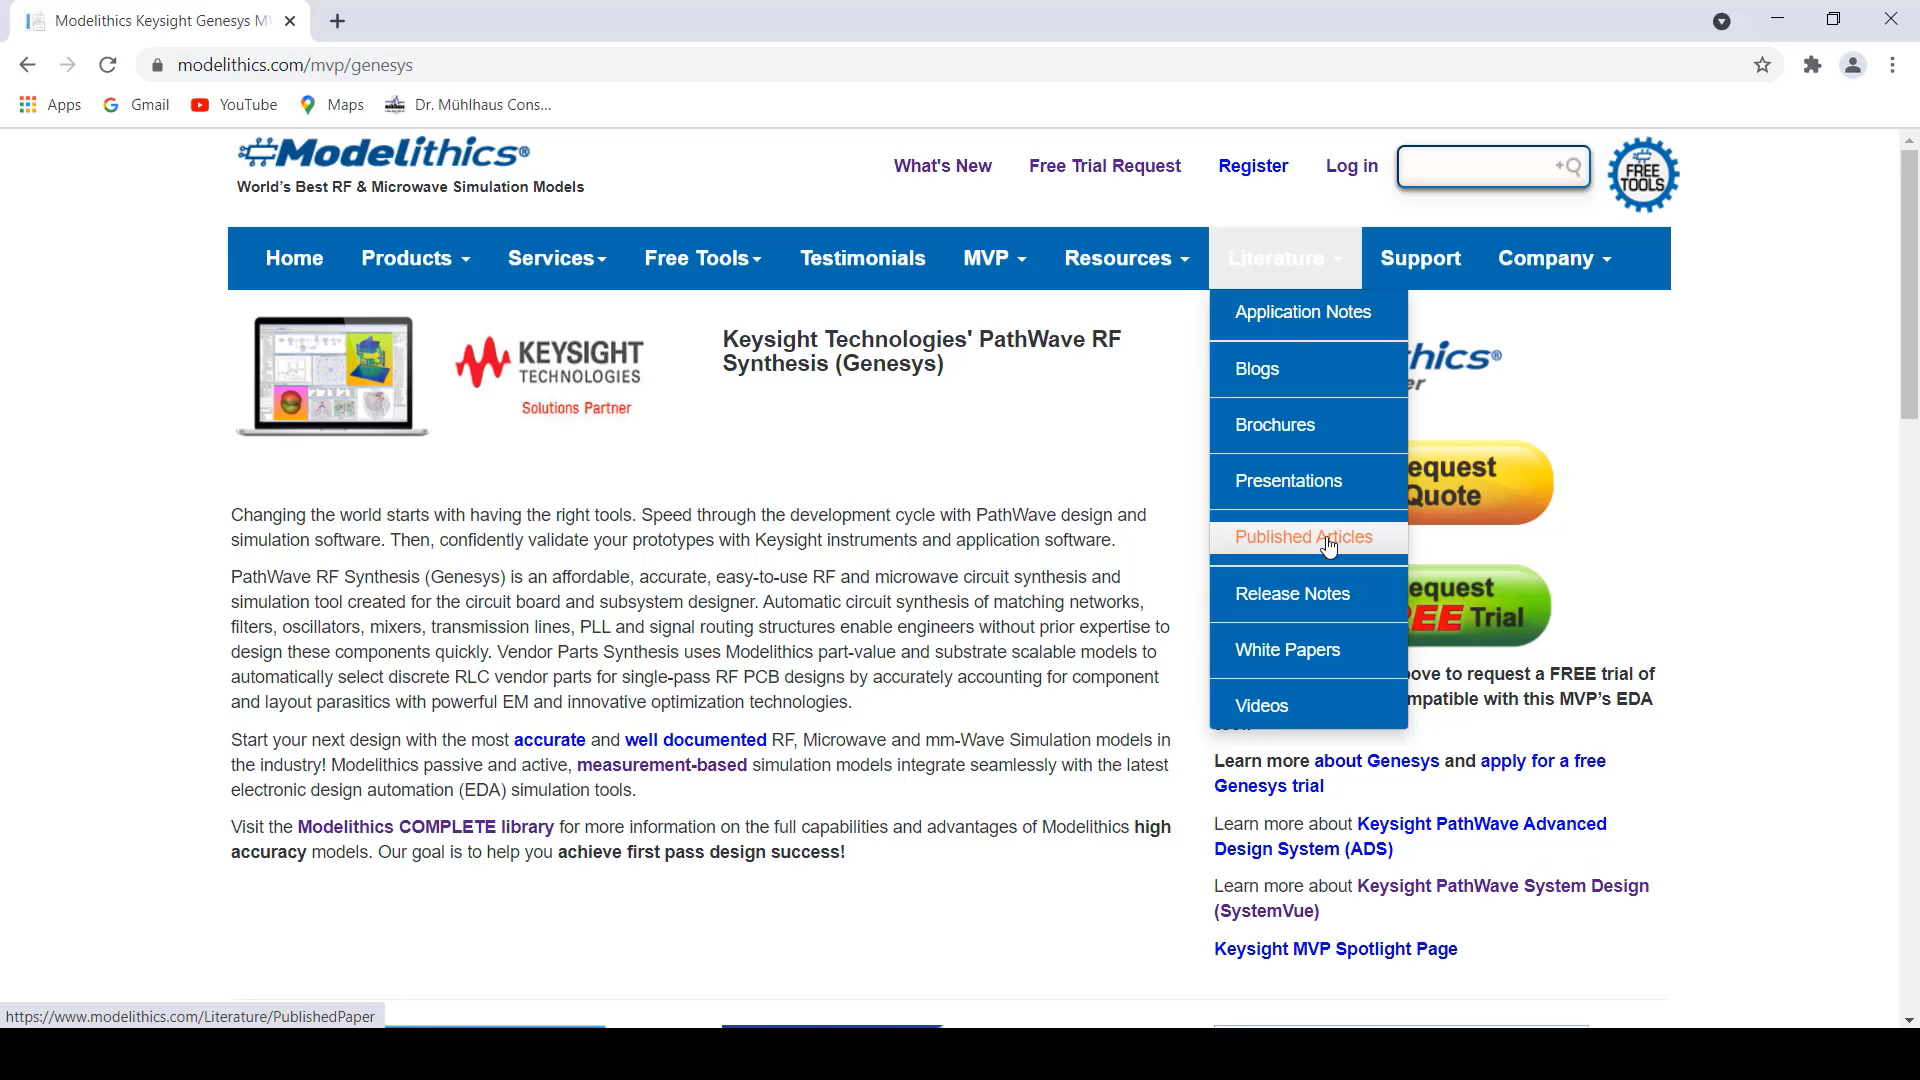 Modelithics Keysight Genesys M
modelithics.com/mvp/genesys
Apps Gmail YouTube Maps Dr. Mühlhaus Cons...
Modelithics®
World's Best RF & Microwave Simulation Models
What's New Free Trial Request Register Log in
FREE
TOOLS
Home Products Services Free Tools Testimonials MVP Resources Literature Support Company
Application Notes
Blogs
Brochures
Presentations
Published Articles
Release Notes
White Papers
Videos
KEYSIGHT
TECHNOLOGIES
Solutions Partner
Keysight Technologies' PathWave RF
Synthesis (Genesys)
Changing the world starts with having the right tools. Speed through the development cycle with PathWave design and
simulation software. Then, confidently validate your prototypes with Keysight instruments and application software.
PathWave RF Synthesis (Genesys) is an affordable, accurate, easy-to-use RF and microwave circuit synthesis and
simulation tool created for the circuit board and subsystem designer. Automatic circuit synthesis of matching networks,
filters, oscillators, mixers, transmission lines, PLL and signal routing structures enable engineers without prior expertise to
design these components quickly. Vendor Parts Synthesis uses Modelithics part-value and substrate scalable models to
automatically select discrete RLC vendor parts for single-pass RF PCB designs by accurately accounting for component
and layout parasitics with powerful EM and innovative optimization technologies.
Start your next design with the most accurate and well documented RF, Microwave and mm-Wave Simulation models in
the industry! Modelithics passive and active, measurement-based simulation models integrate seamlessly with the latest
electronic design automation (EDA) simulation tools.
Visit the Modelithics COMPLETE library for more information on the full capabilities and advantages of Modelithics high
accuracy models. Our goal is to help you achieve first pass design success!
hics®
er
equest
Quote
equest
EE Trial
ove to request a FREE trial of
mpatible with this MVP's EDA
Learn more about Genesys and apply for a free
Genesys trial
Learn more about Keysight PathWave Advanced
Design System (ADS)
Learn more about Keysight PathWave System Design
(SystemVue)
Keysight MVP Spotlight Page
https://www.modelithics.com/Literature/PublishedPaper